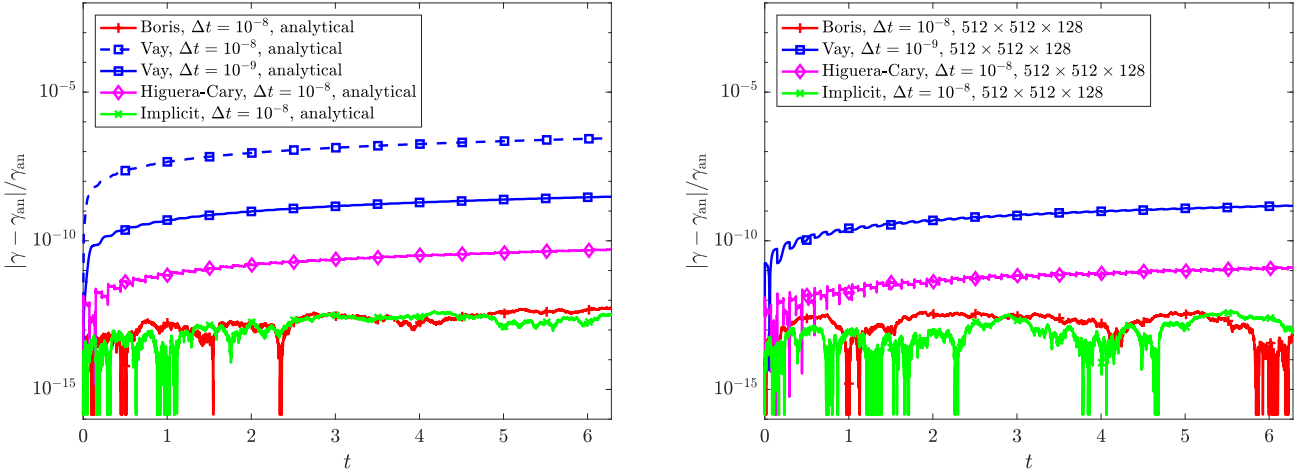 Boris, Δt = 10⁻⁸, analytical
Vay, Δt = 10⁻⁸, analytical
Vay, Δt = 10⁻⁹, analytical
Higuera-Cary, Δt = 10⁻⁸, analytical
Implicit, Δt = 10⁻⁸, analytical
10⁻⁵
10⁻¹⁰
10⁻¹⁵
|γ − γ_an|/γ_an
0 1 2 3 4 5 6
t
Boris, Δt = 10⁻⁸, 512 × 512 × 128
Vay, Δt = 10⁻⁹, 512 × 512 × 128
Higuera-Cary, Δt = 10⁻⁸, 512 × 512 × 128
Implicit, Δt = 10⁻⁸, 512 × 512 × 128
10⁻⁵
10⁻¹⁰
10⁻¹⁵
|γ − γ_an|/γ_an
0 1 2 3 4 5 6
t